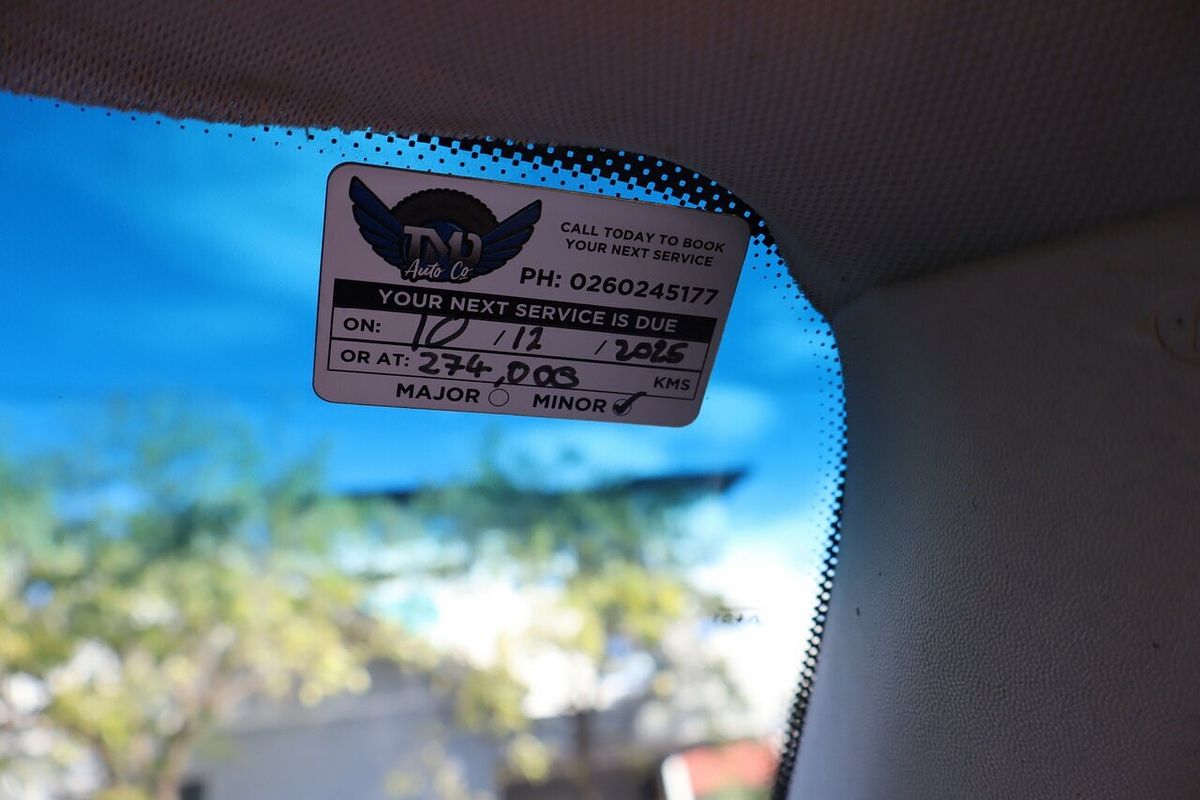 TMD
Auto Co
CALL TODAY TO BOOK
YOUR NEXT SERVICE
PH: 0260245177
YOUR NEXT SERVICE IS DUE
ON: 10 / 12 / 2025
OR AT: 274,000 KMS
MAJOR MINOR ✓